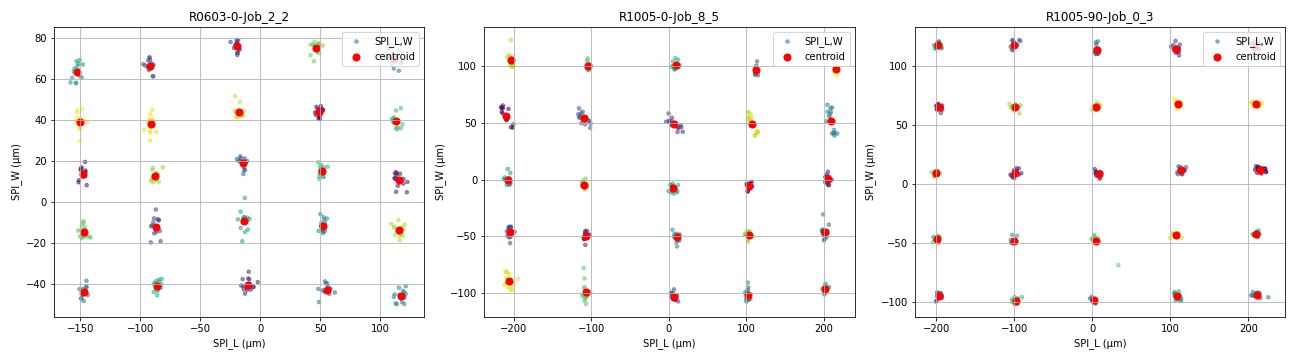 R0603-0-Job_2_2
SPI_L,W
centroid
80
60
40
20
0
−20
−40
SPI_W (µm)
−150
−100
−50
0
50
100
SPI_L (µm)
R1005-0-Job_8_5
SPI_L,W
centroid
100
50
0
−50
−100
SPI_W (µm)
−200
−100
0
100
200
SPI_L (µm)
R1005-90-Job_0_3
SPI_L,W
centroid
100
50
0
−50
−100
SPI_W (µm)
−200
−100
0
100
200
SPI_L (µm)